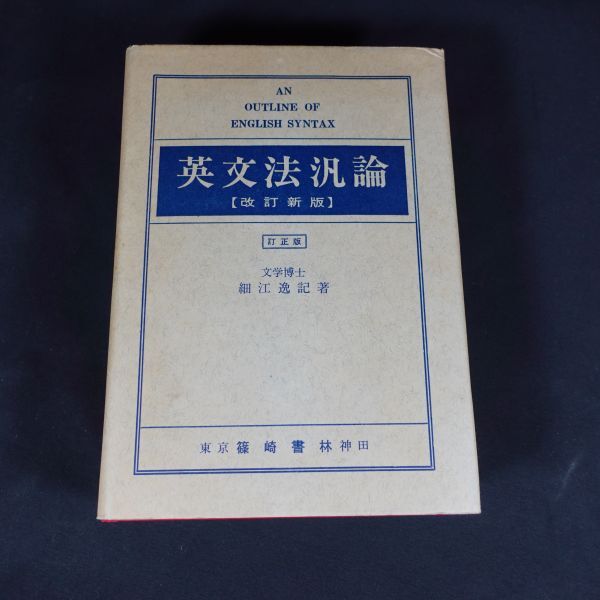 AN
OUTLINE OF
ENGLISH SYNTAX
英文法汎論
【改訂新版】
訂正版
文学博士
細江逸記著
東京 篠崎書林 神田